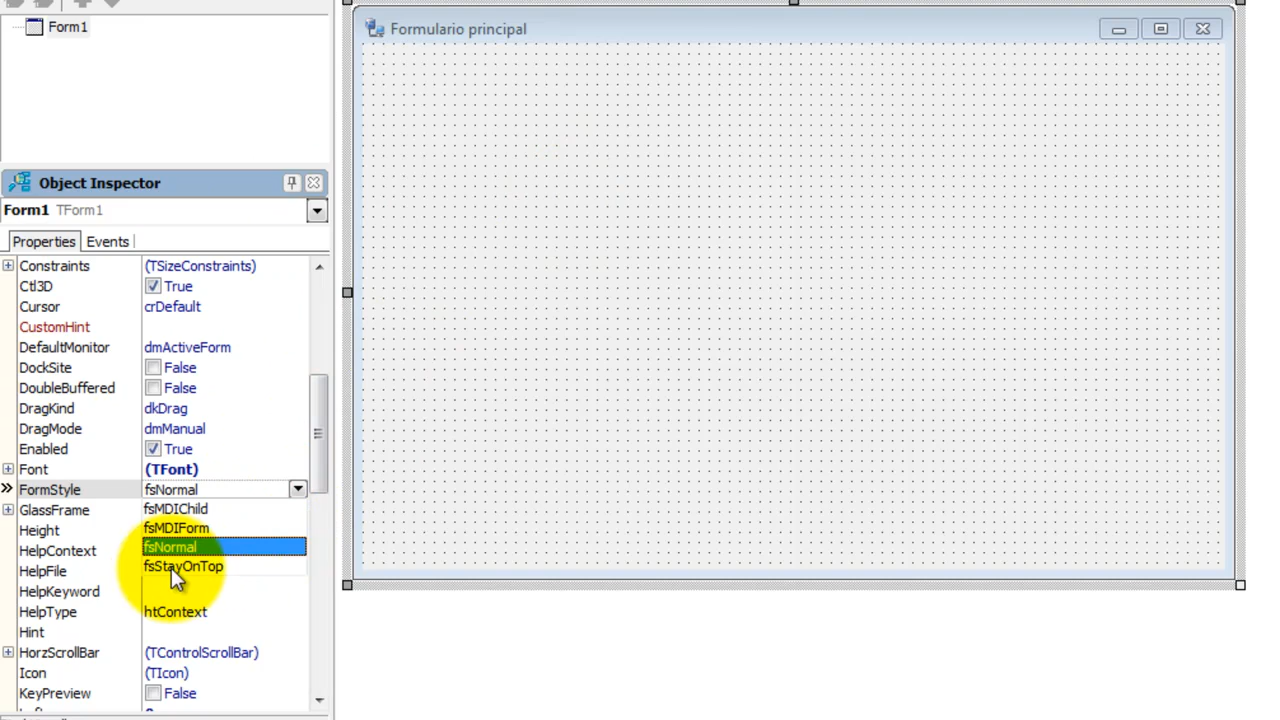 Form1
Formulario principal
Object Inspector
Form1 TForm1
Properties Events
Constraints (TSizeConstraints)
Ctl3D True
Cursor crDefault
CustomHint
DefaultMonitor dmActiveForm
DockSite False
DoubleBuffered False
DragKind dkDrag
DragMode dmManual
Enabled True
Font (TFont)
FormStyle fsNormal
GlassFrame fsMDIChild
Height fsMDIForm
HelpContext fsNormal
HelpFile fsStayOnTop
HelpKeyword
HelpType htContext
Hint
HorzScrollBar (TControlScrollBar)
Icon (TIcon)
KeyPreview False